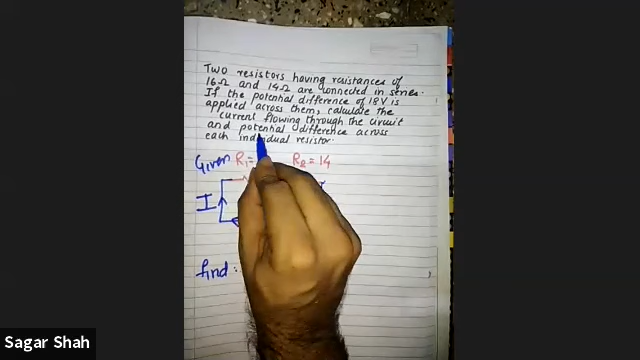 Two resistors having resistances of
16Ω and 14Ω are connected in series.
If the potential difference of 18V is
applied across them, calculate the
current flowing through the circuit
and potential difference across
each individual resistor.
Given R1 = R2 = 14
I
find:
Sagar Shah